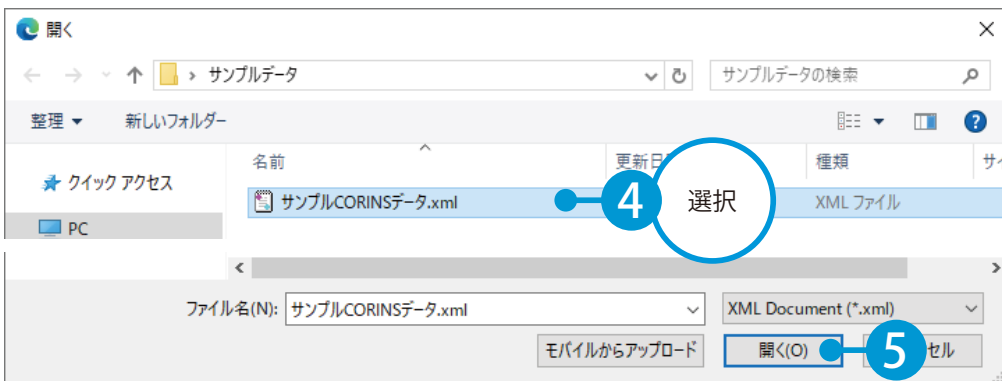 開く
サンプルデータ
サンプルデータの検索
整理
新しいフォルダー
名前
更新日
種類
クイック アクセス
サンプルCORINSデータ.xml
4
選択
XML ファイル
PC
ファイル名(N):
サンプルCORINSデータ.xml
XML Document (*.xml)
モバイルからアップロード
開く(O)
5
セル